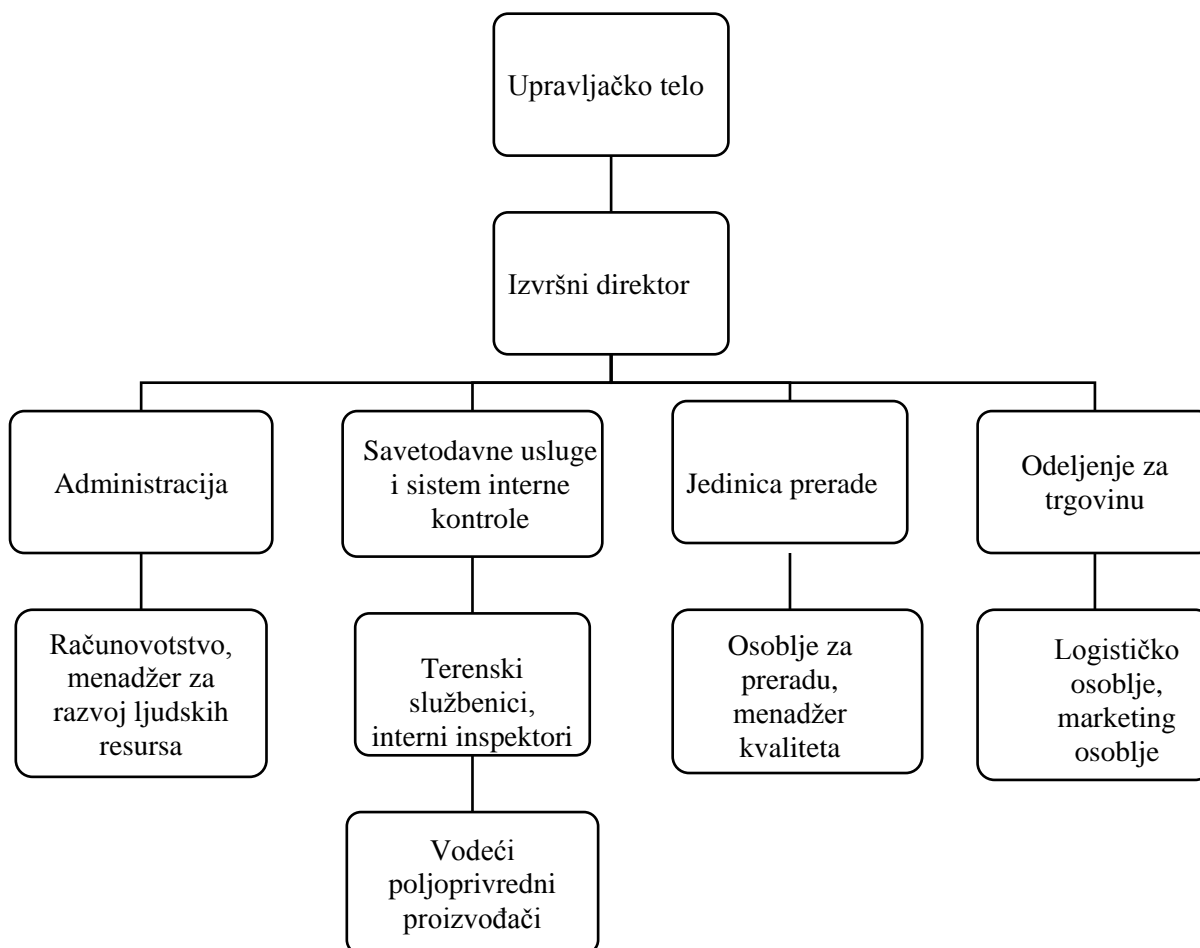 Upravljačko telo
Izvršni direktor
Administracija
Savetodavne usluge
i sistem interne
kontrole
Jedinica prerade
Odeljenje za
trgovinu
Računovotstvo,
menadžer za
razvoj ljudskih
resursa
Terenski
službenici,
interni inspektori
Osoblje za
preradu,
menadžer
kvaliteta
Logističko
osoblje,
marketing
osoblje
Vodeći
poljoprivredni
proizvođači